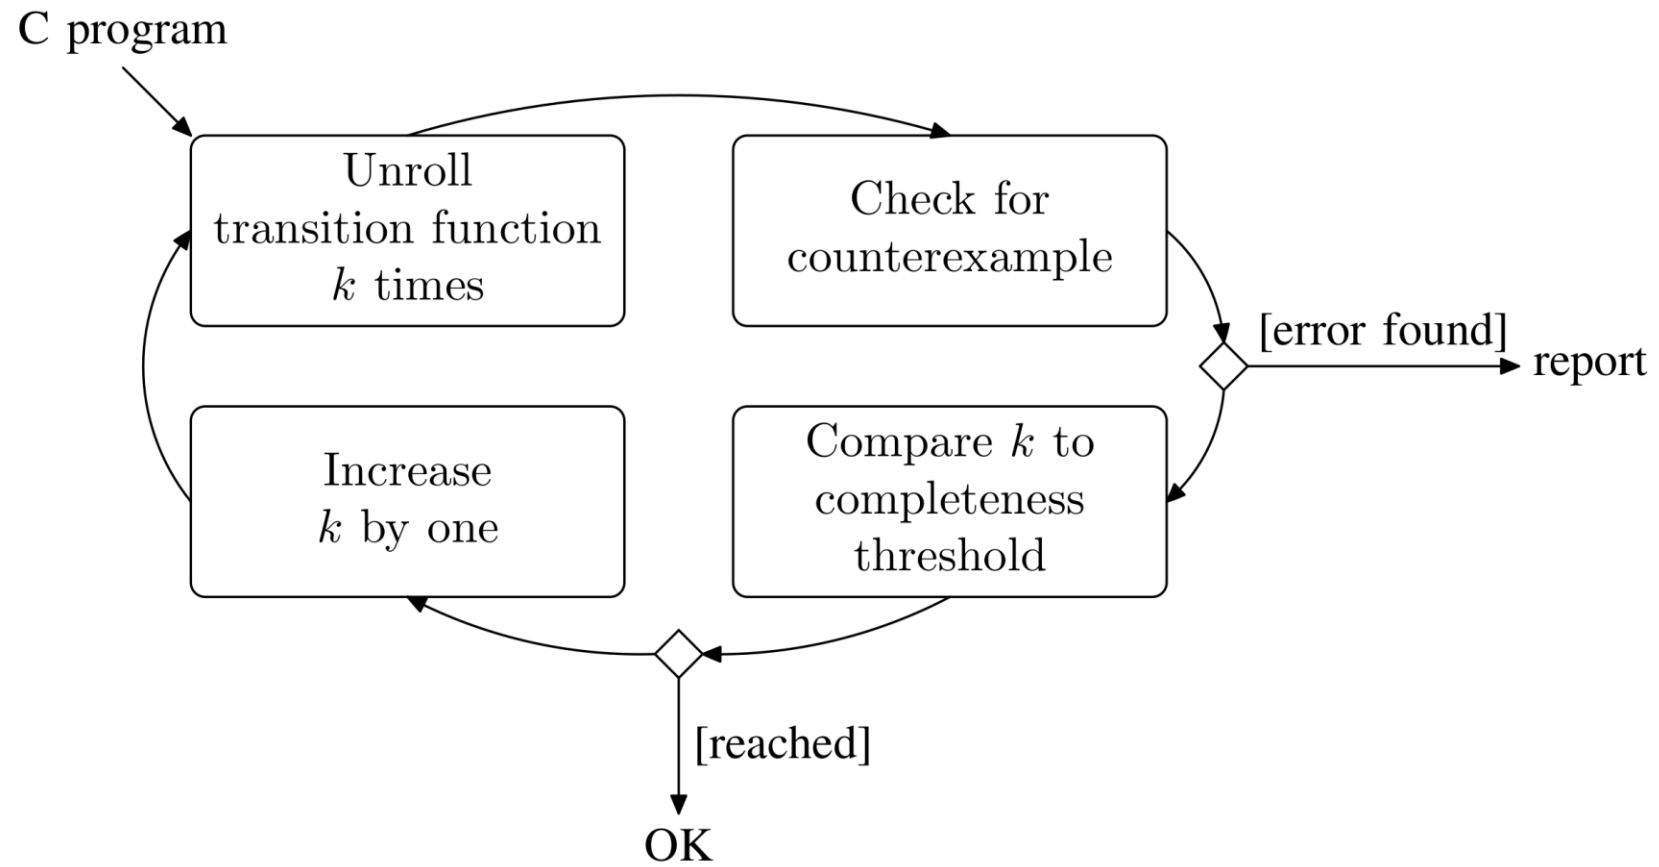 C program
Unroll
transition function
k times
Check for
counterexample
[error found]
report
Increase
k by one
Compare k to
completeness
threshold
[reached]
OK